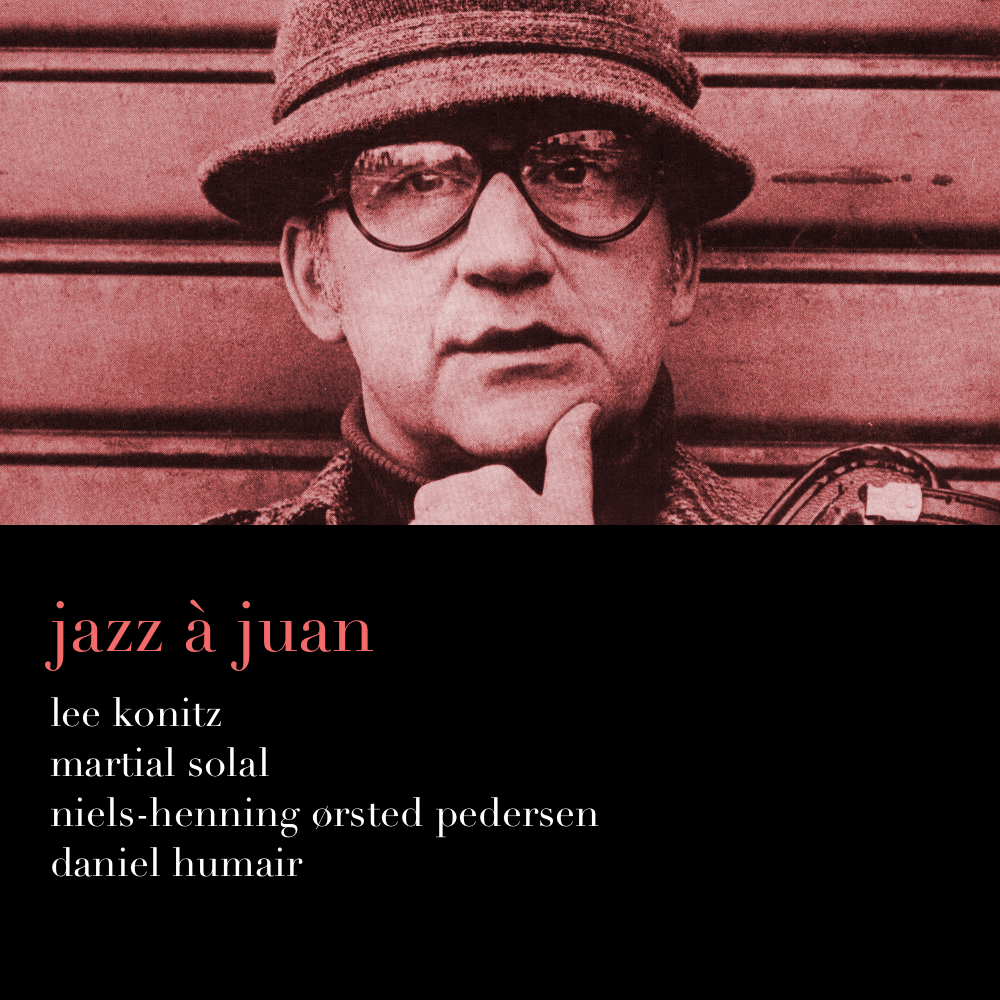 jazz à juan
lee konitz
martial solal
niels-henning ørsted pedersen
daniel humair